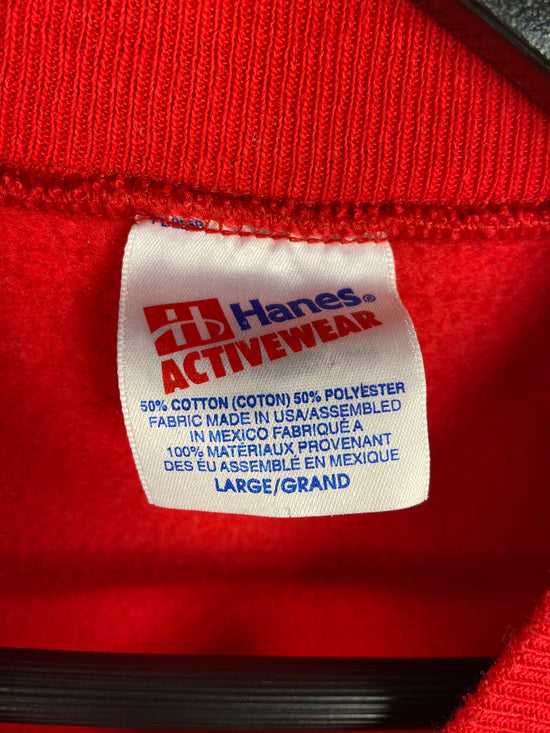 Hanes®
ACTIVEWEAR
50% COTTON (COTON) 50% POLYESTER
FABRIC MADE IN USA/ASSEMBLED
IN MEXICO FABRIQUÉ A
100% MATÉRIAUX PROVENANT
DES ÉU ASSEMBLÉ EN MEXIQUE
LARGE/GRAND